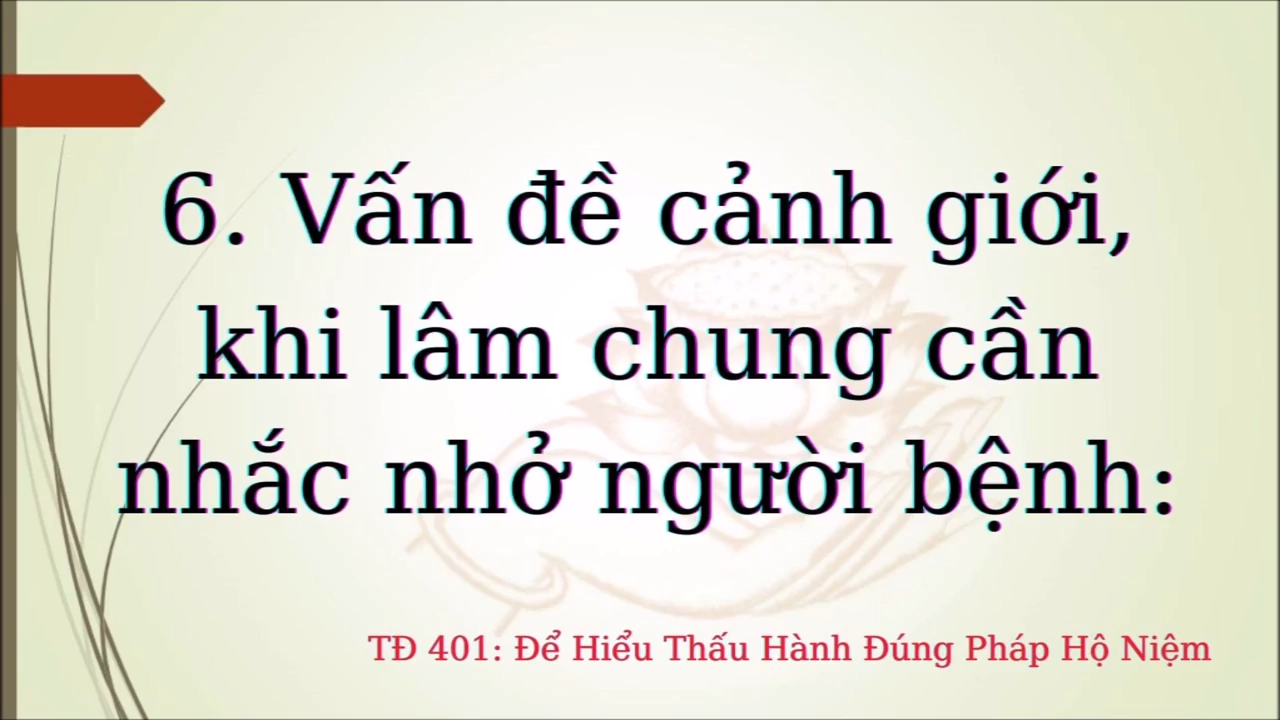 6. Vấn đề cảnh giới,
khi lâm chung cần
nhắc nhở người bệnh:
TĐ 401: Để Hiểu Thấu Hành Đúng Pháp Hộ Niệm